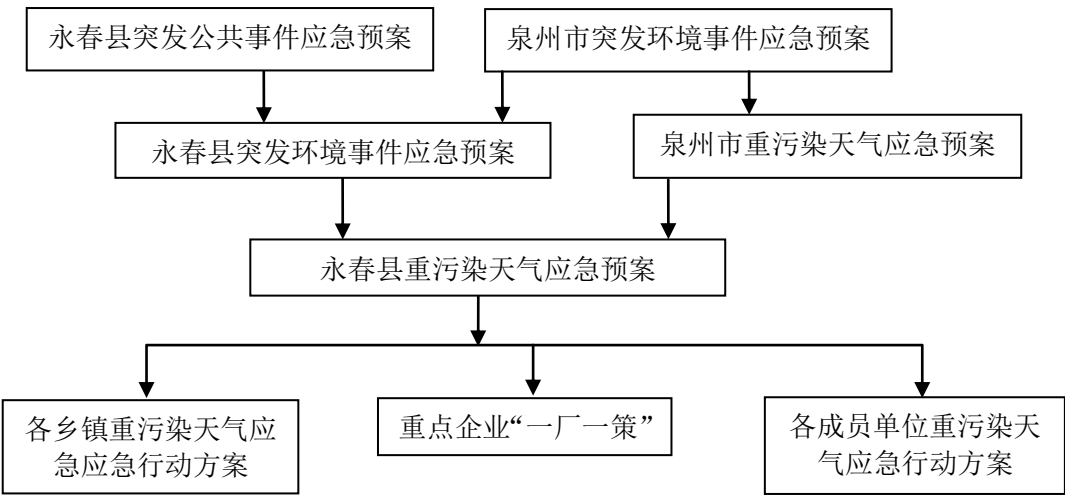 永春县突发公共事件应急预案
泉州市突发环境事件应急预案
永春县突发环境事件应急预案
泉州市重污染天气应急预案
永春县重污染天气应急预案
各乡镇重污染天气应
急应急行动方案
重点企业“一厂一策”
各成员单位重污染天
气应急行动方案